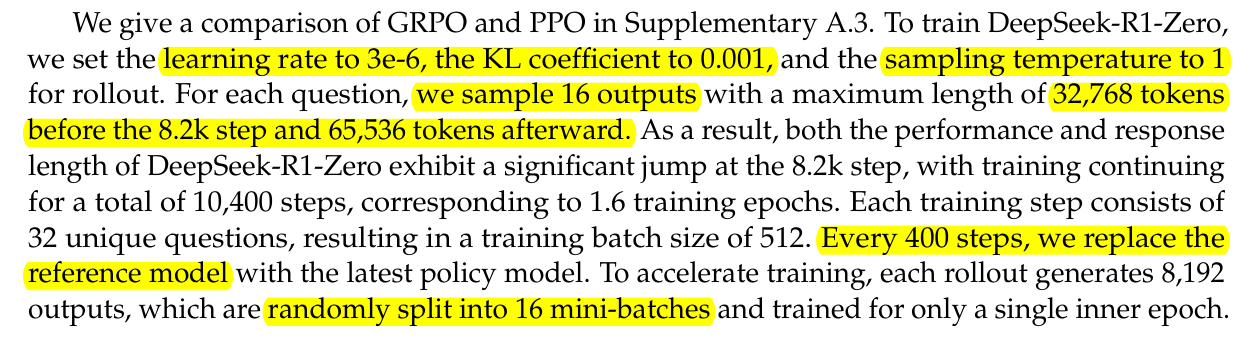 We give a comparison of GRPO and PPO in Supplementary A.3. To train DeepSeek-R1-Zero,
we set the learning rate to 3e-6, the KL coefficient to 0.001, and the sampling temperature to 1
for rollout. For each question, we sample 16 outputs with a maximum length of 32,768 tokens
before the 8.2k step and 65,536 tokens afterward. As a result, both the performance and response
length of DeepSeek-R1-Zero exhibit a significant jump at the 8.2k step, with training continuing
for a total of 10,400 steps, corresponding to 1.6 training epochs. Each training step consists of
32 unique questions, resulting in a training batch size of 512. Every 400 steps, we replace the
reference model with the latest policy model. To accelerate training, each rollout generates 8,192
outputs, which are randomly split into 16 mini-batches and trained for only a single inner epoch.